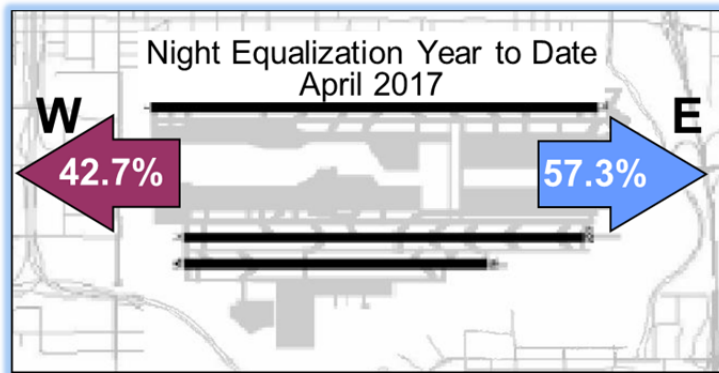 Night Equalization Year to Date
April 2017
W
E
42.7%
57.3%